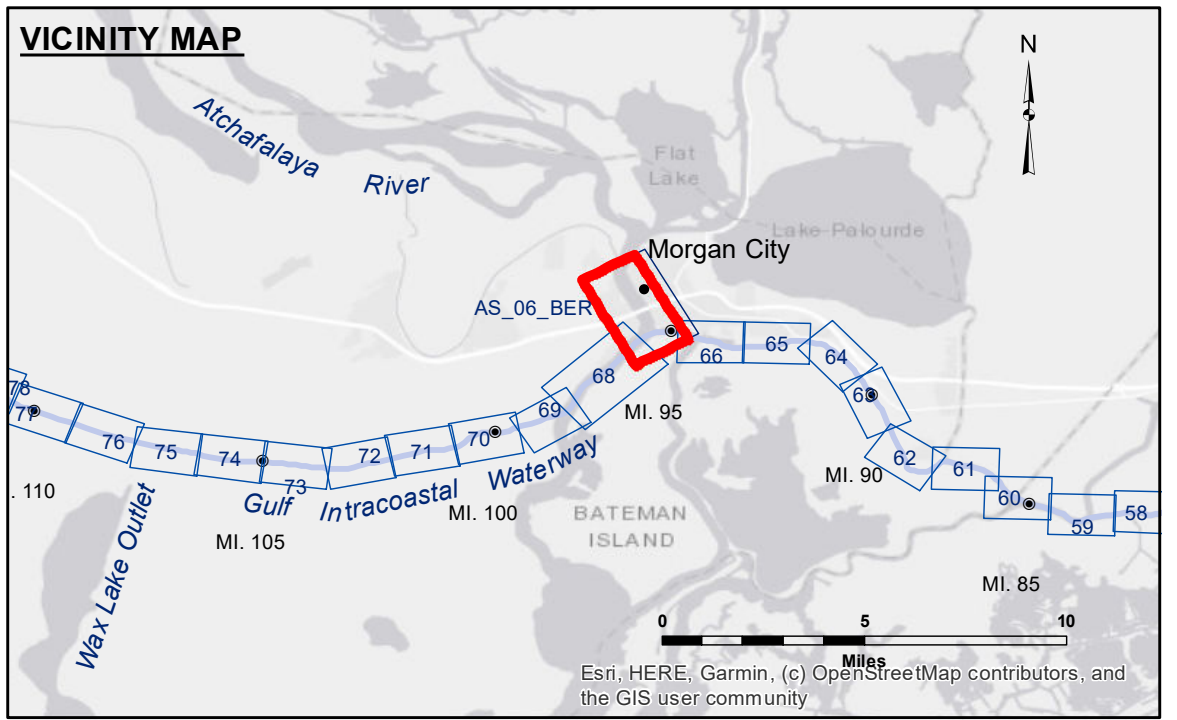 VICINITY MAP
N
Atchafalaya
River
Flat
Lake
Lake Palourde
Morgan City
AS_06_BER
66
65
64
68
63
MI. 95
69
78
77
76
75
74
73
72
71
70
62
61
60
59
58
MI. 90
. 110
Gulf Intracoastal Waterway
MI. 100
MI. 105
Wax Lake Outlet
BATEMAN
ISLAND
MI. 85
0 5 10
Miles
Esri, HERE, Garmin, (c) OpenStreetMap contributors, and
the GIS user community